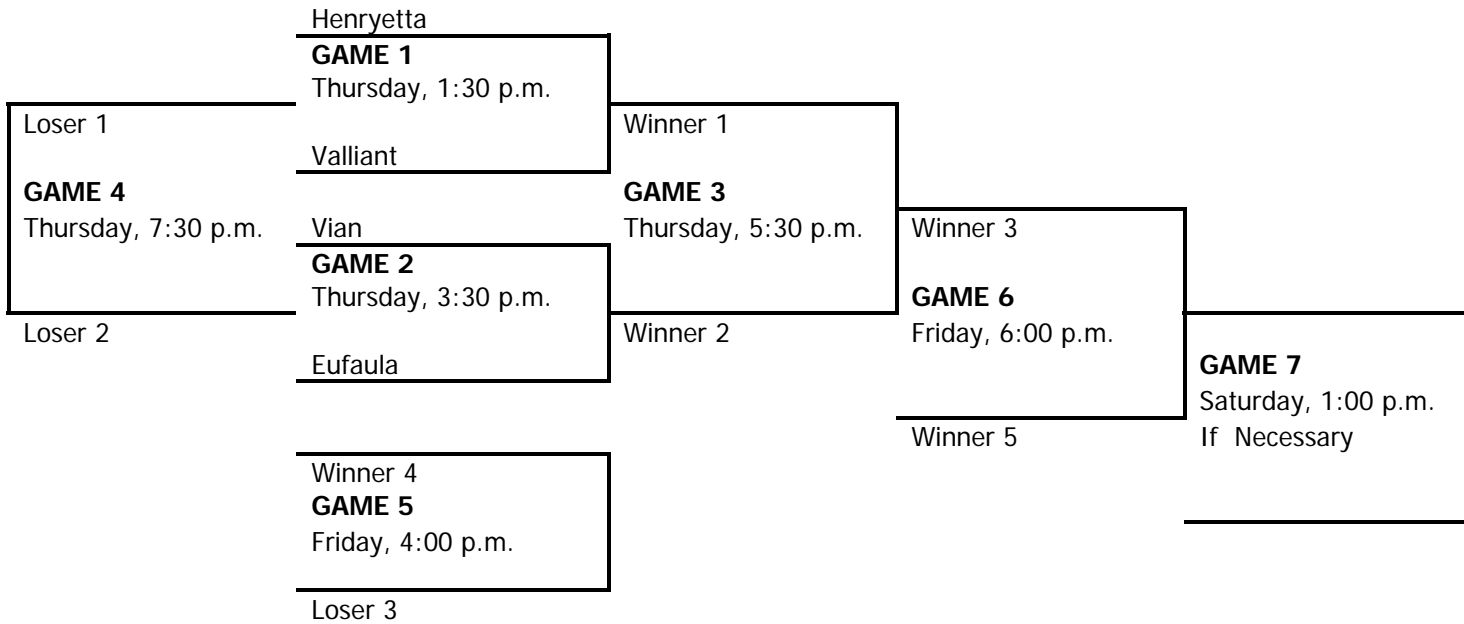 Henryetta
GAME 1
Thursday, 1:30 p.m.
Loser 1
Winner 1
Valliant
GAME 4
GAME 3
Thursday, 7:30 p.m.
Vian
Thursday, 5:30 p.m.
Winner 3
GAME 2
Thursday, 3:30 p.m.
GAME 6
Loser 2
Winner 2
Friday, 6:00 p.m.
Eufaula
GAME 7
Saturday, 1:00 p.m.
Winner 5
If Necessary
Winner 4
GAME 5
Friday, 4:00 p.m.
Loser 3